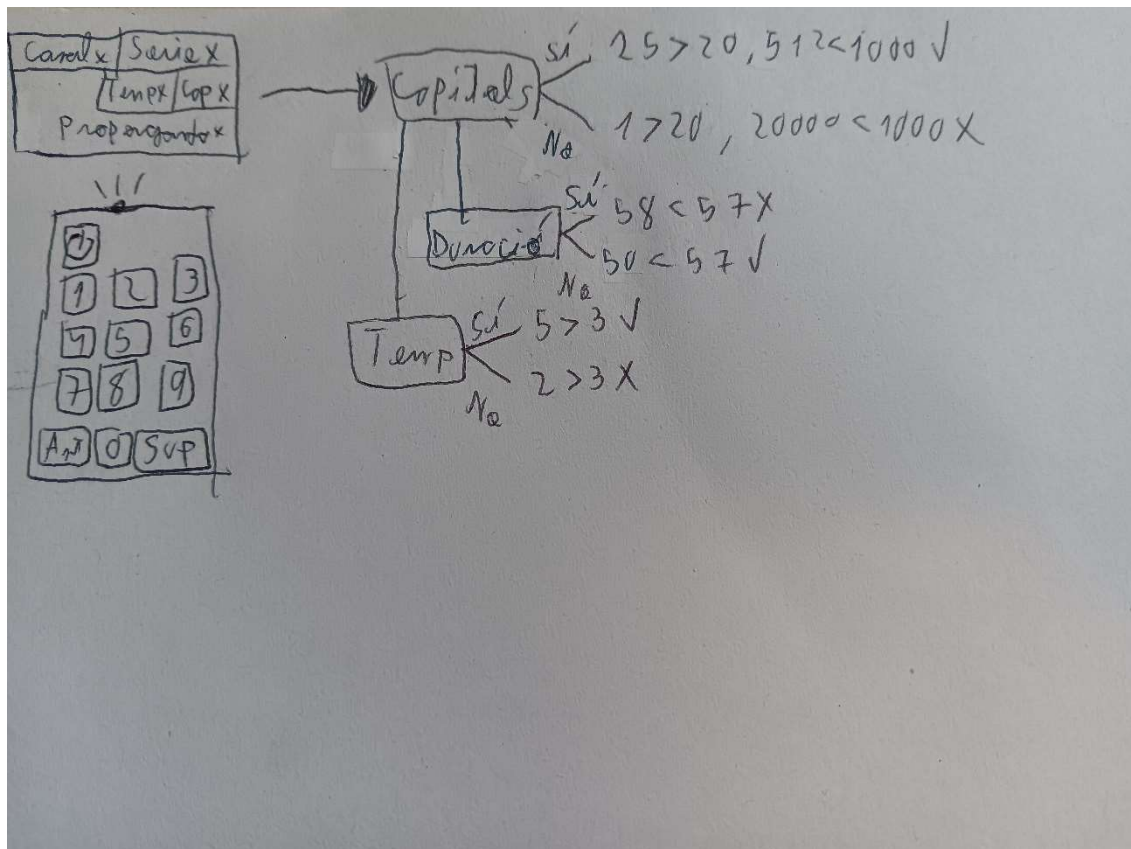 Canal x Serie x
Temp x Cap x
Propaganda x
Capítols
Sí 25 > 20, 512 < 1000 √
No 1 > 20, 20000 < 1000 X
Duració
Sí 58 < 57 X
No 50 < 57 √
Temp
Sí 5 > 3 √
No 2 > 3 X
1 2 3
4 5 6
7 8 9
Ant 0 Sup